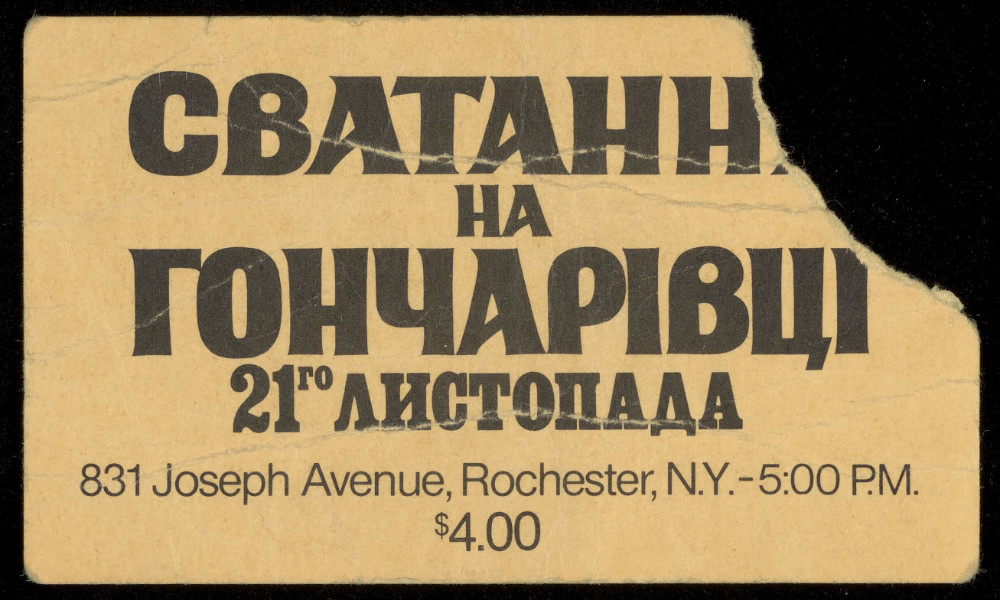 СВАТАНН
НА
ГОНЧАРІВЦІ
21го ЛИСТОПАДА
831 Joseph Avenue, Rochester, N.Y. - 5:00 P.M.
$4.00